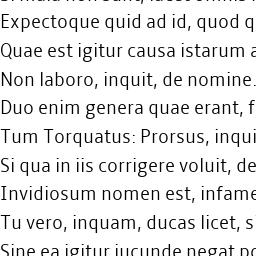 Expectoque quid ad id, quod q
Quae est igitur causa istarum a
Non laboro, inquit, de nomine.
Duo enim genera quae erant, f
Tum Torquatus: Prorsus, inqui
Si qua in iis corrigere voluit, de
Invidiosum nomen est, infame
Tu vero, inquam, ducas licet, s
Sine ea igitur iucunde negat po